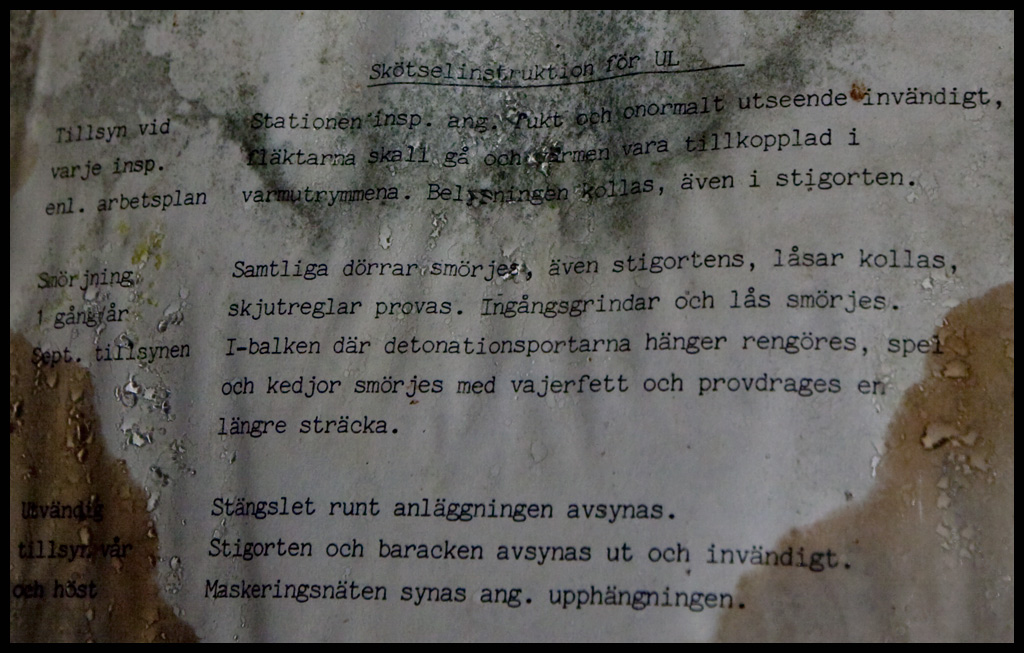 Skötselinstruktion för UL
Tillsyn vid
varje insp.
enl. arbetsplan
Stationen insp. ang. fukt och onormalt utseende invändigt,
fläktarna skall gå och värmen vara tillkopplad i
varmutrymmena. Belysningen kollas, även i stigorten.
Smörjning
1 gång/år
Sept. tillsynen
Samtliga dörrar smörjes, även stigortens, låsar kollas,
skjutreglar provas. Ingångsgrindar och lås smörjes.
I-balken där detonationsportarna hänger rengöres, spel
och kedjor smörjes med vajerfett och provdrages en
längre sträcka.
Utvändig
tillsyn vår
och höst
Stängslet runt anläggningen avsynas.
Stigorten och baracken avsynas ut och invändigt.
Maskeringsnäten synas ang. upphängningen.